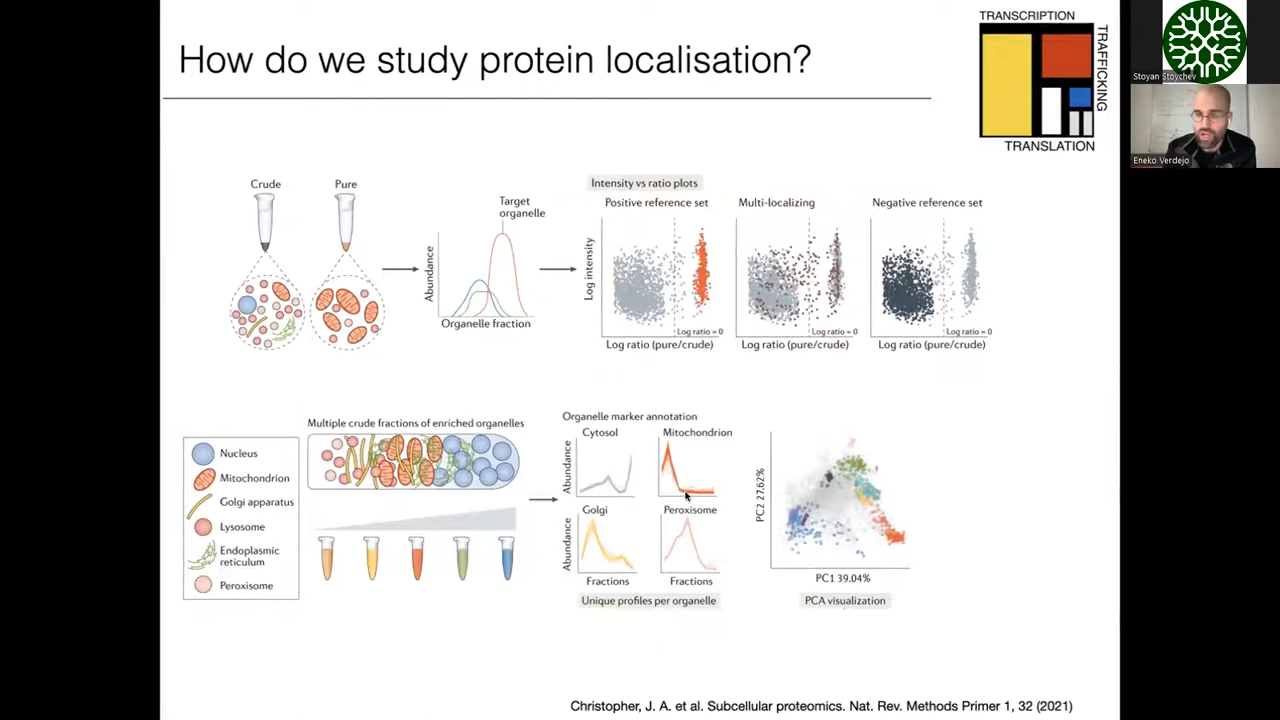 How do we study protein localisation?
TRANSCRIPTION
TRAFFICKING
TRANSLATION
Stoyan Stoychev
Eneko Verdejo
Crude
Pure
Target
organelle
Abundance
Organelle fraction
Intensity vs ratio plots
Positive reference set
Multi-localizing
Negative reference set
Log intensity
Log ratio = 0
Log ratio = 0
Log ratio = 0
Log ratio (pure/crude)
Log ratio (pure/crude)
Log ratio (pure/crude)
Nucleus
Mitochondrion
Golgi apparatus
Lysosome
Endoplasmic
reticulum
Peroxisome
Multiple crude fractions of enriched organelles
Organelle marker annotation
Cytosol
Mitochondrion
Abundance
Golgi
Peroxisome
Abundance
Fractions
Fractions
Unique profiles per organelle
PC2 27.62%
PC1 39.04%
PCA visualization
Christopher, J. A. et al. Subcellular proteomics. Nat. Rev. Methods Primer 1, 32 (2021)